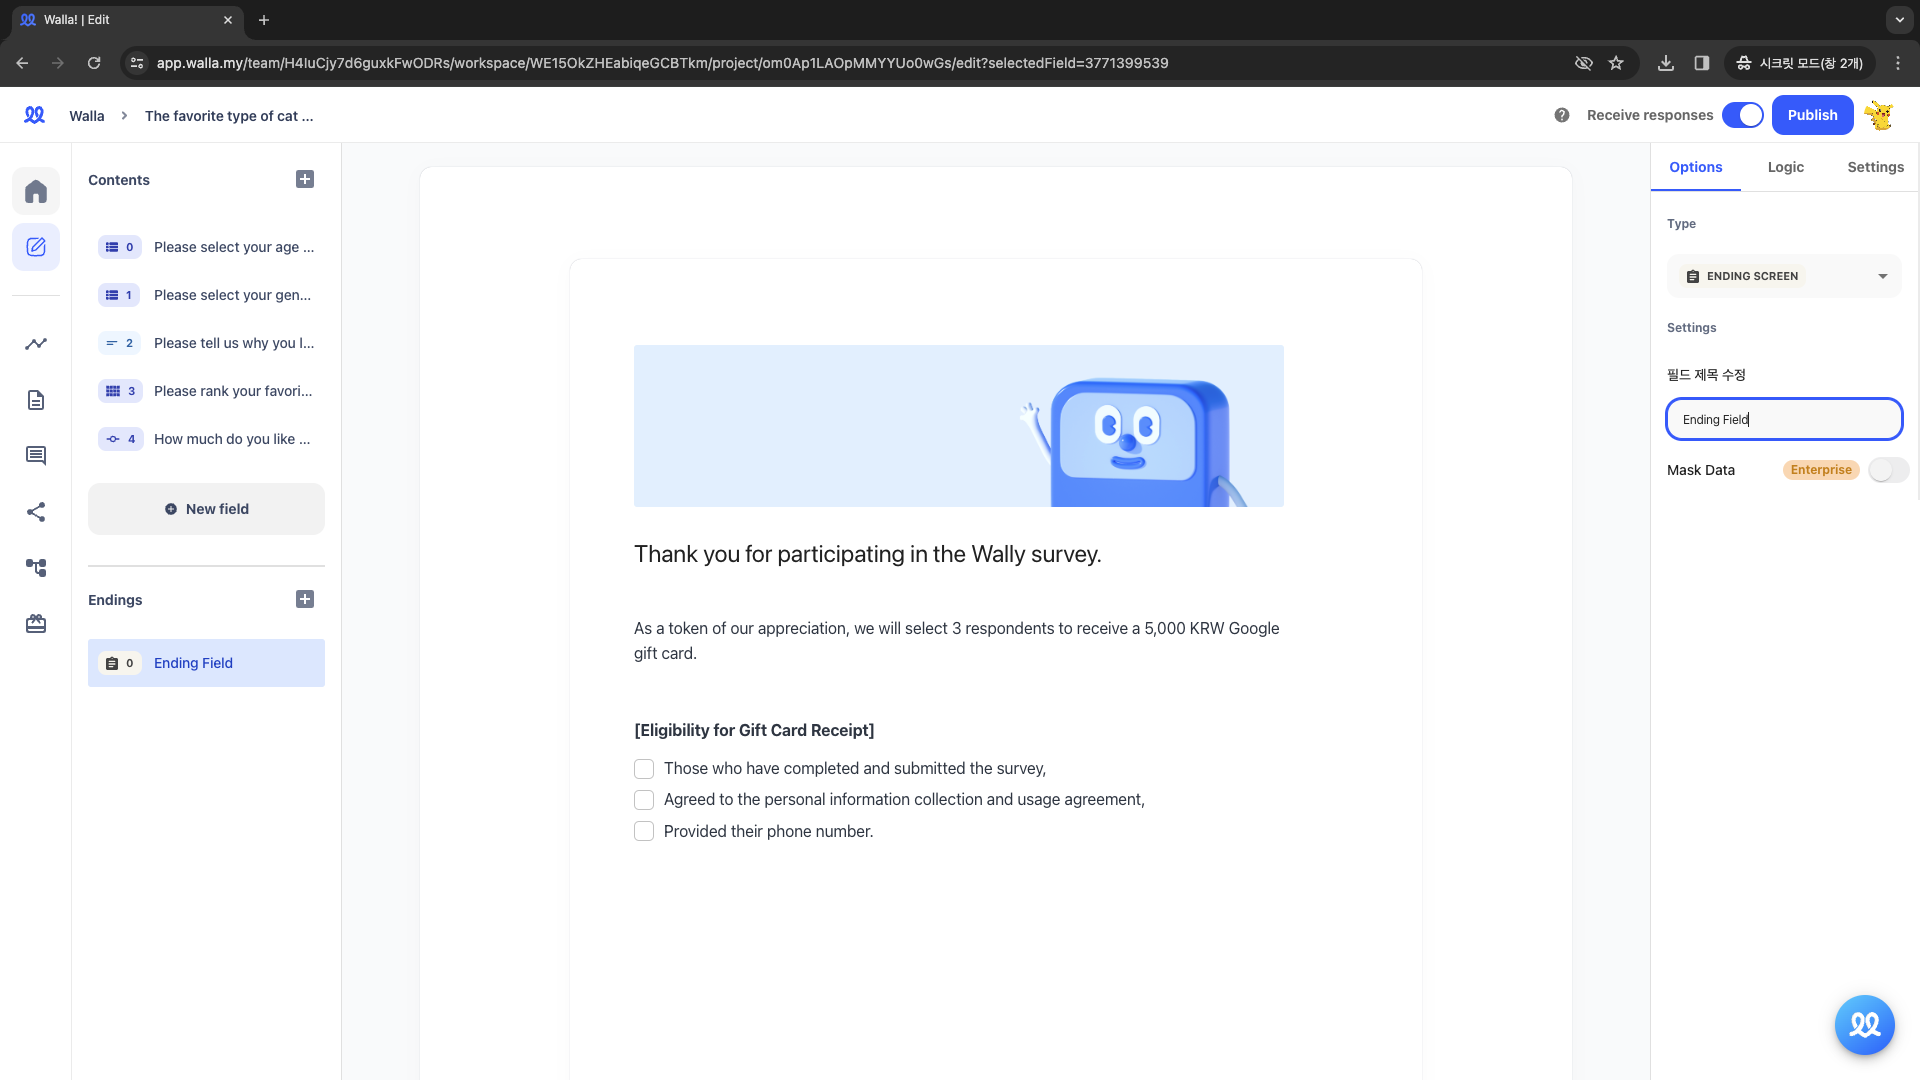 Walla! | Edit
app.walla.my/team/H4IuCjy7d6guxkFwODRs/workspace/WE15OkZHEabiqeGCBTkm/project/om0Ap1LAOpMMYYUo0wGs/edit?selectedField=3771399539
시크릿 모드(창 2개)
Walla
The favorite type of cat ...
Receive responses
Publish
Contents
0 Please select your age ...
1 Please select your gen...
2 Please tell us why you l...
3 Please rank your favori...
4 How much do you like ...
New field
Endings
0 Ending Field
Thank you for participating in the Wally survey.
As a token of our appreciation, we will select 3 respondents to receive a 5,000 KRW Google
gift card.
[Eligibility for Gift Card Receipt]
Those who have completed and submitted the survey,
Agreed to the personal information collection and usage agreement,
Provided their phone number.
Options Logic Settings
Type
ENDING SCREEN
Settings
필드 제목 수정
Ending Field
Mask Data Enterprise